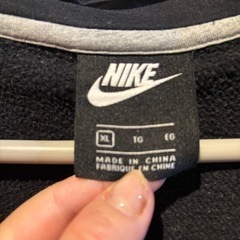 NIKE
XL TG EG
MADE IN CHINA
FABRIQUÉ EN CHINE